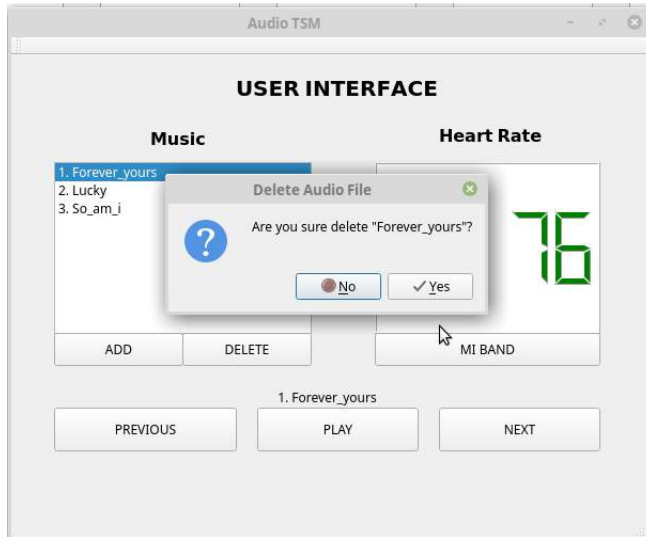 Audio TSM
USER INTERFACE
Music
Heart Rate
1. Forever_yours
2. Lucky
3. So_am_i
Delete Audio File
Are you sure delete "Forever_yours"?
No
Yes
76
ADD
DELETE
MI BAND
1. Forever_yours
PREVIOUS
PLAY
NEXT